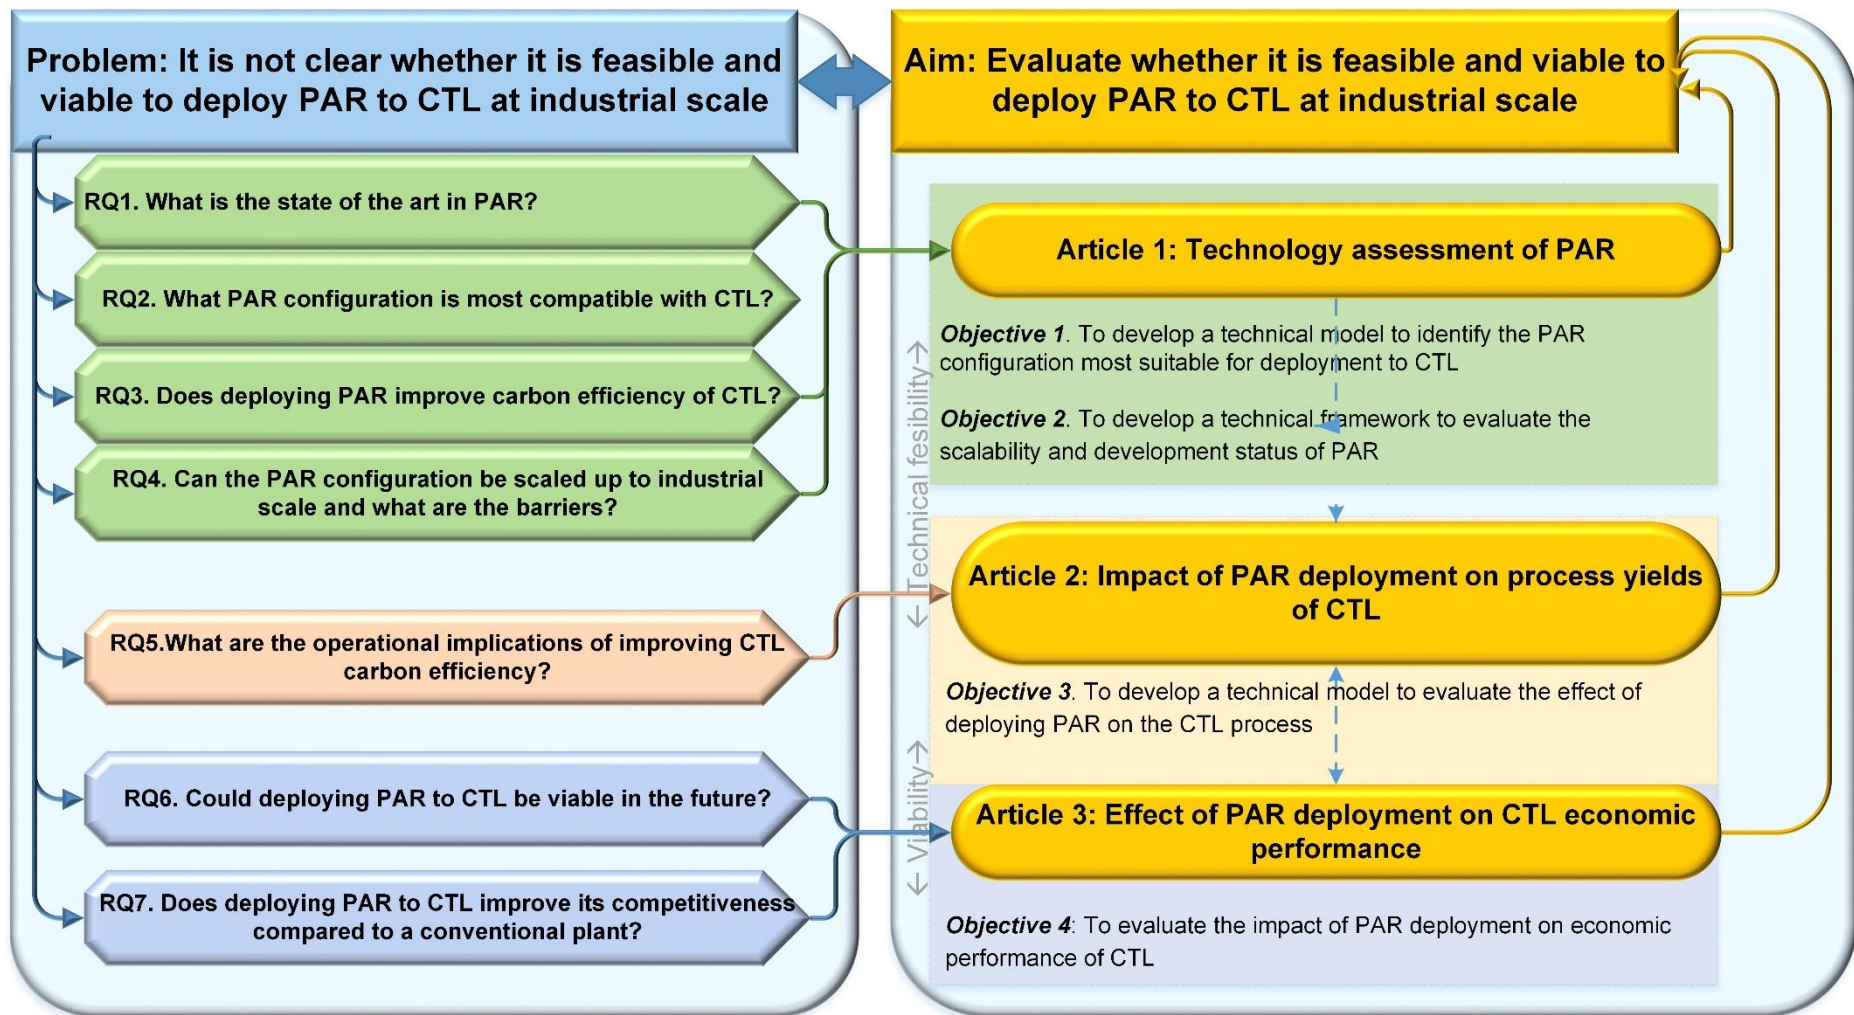 Problem: It is not clear whether it is feasible and
viable to deploy PAR to CTL at industrial scale
RQ1. What is the state of the art in PAR?
RQ2. What PAR configuration is most compatible with CTL?
RQ3. Does deploying PAR improve carbon efficiency of CTL?
RQ4. Can the PAR configuration be scaled up to industrial
scale and what are the barriers?
RQ5.What are the operational implications of improving CTL
carbon efficiency?
RQ6. Could deploying PAR to CTL be viable in the future?
RQ7. Does deploying PAR to CTL improve its competitiveness
compared to a conventional plant?
Aim: Evaluate whether it is feasible and viable to
deploy PAR to CTL at industrial scale
Article 1: Technology assessment of PAR
Objective 1. To develop a technical model to identify the PAR
configuration most suitable for deployment to CTL
Objective 2. To develop a technical framework to evaluate the
scalability and development status of PAR
←Technical fesibility→
Article 2: Impact of PAR deployment on process yields
of CTL
Objective 3. To develop a technical model to evaluate the effect of
deploying PAR on the CTL process
← Viability→
Article 3: Effect of PAR deployment on CTL economic
performance
Objective 4: To evaluate the impact of PAR deployment on economic
performance of CTL